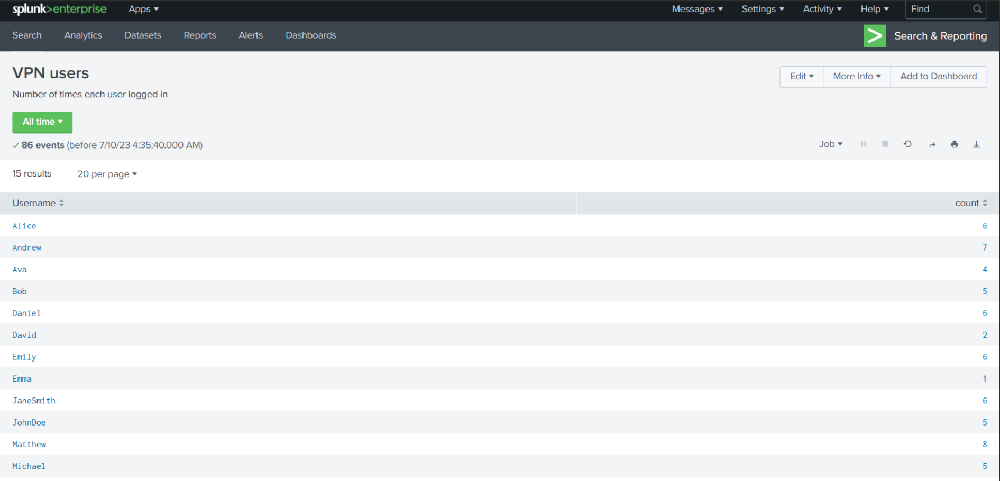 splunk>enterprise Apps Messages Settings Activity Help Find
Search Analytics Datasets Reports Alerts Dashboards Search & Reporting
VPN users
Edit More Info Add to Dashboard
Number of times each user logged in
All time
86 events (before 7/10/23 4:35:40.000 AM)
Job
15 results 20 per page
Username count
Alice 6
Andrew 7
Ava 4
Bob 5
Daniel 6
David 2
Emily 6
Emma 1
JaneSmith 6
JohnDoe 5
Matthew 8
Michael 5